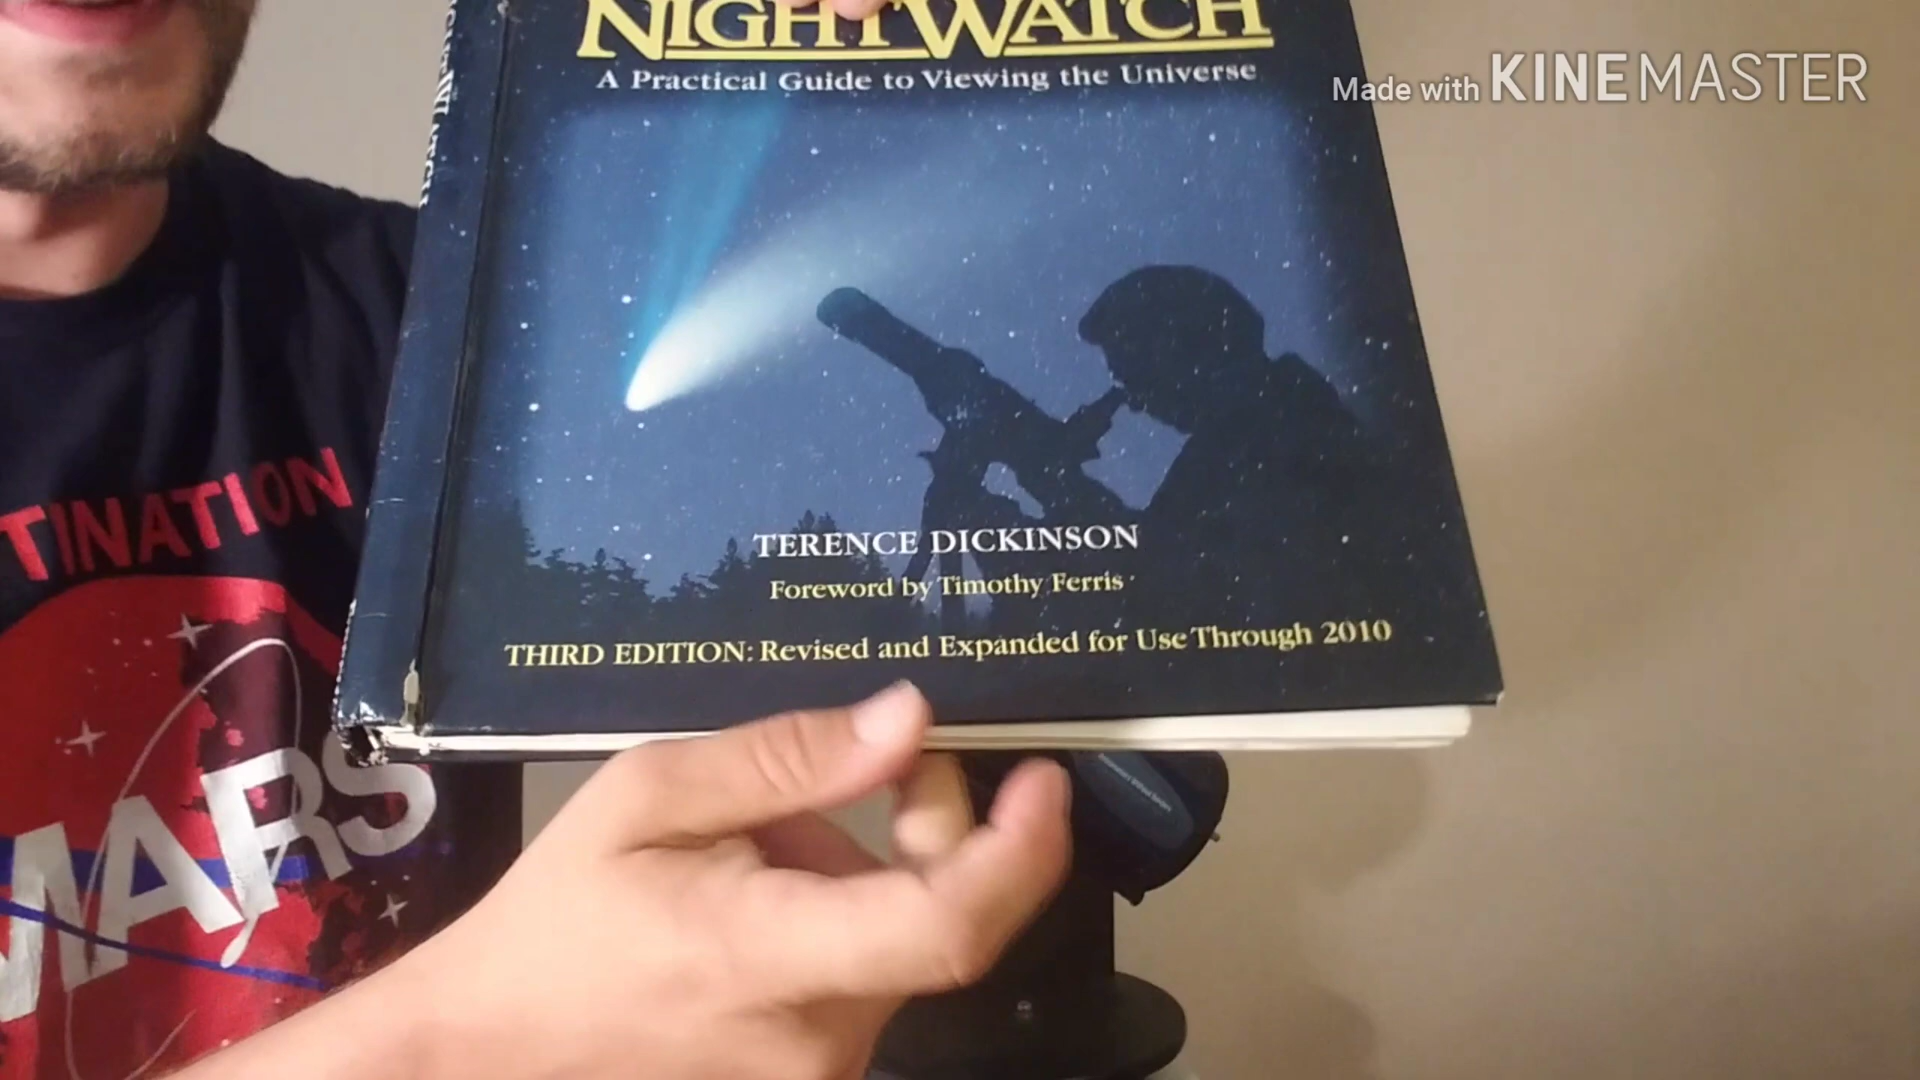 NIGHTWATCH
A Practical Guide to Viewing the Universe
TERENCE DICKINSON
Foreword by Timothy Ferris
THIRD EDITION: Revised and Expanded for Use Through 2010
Made with KINEMASTER
TINATION
MARS